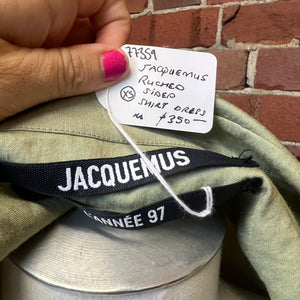 77359
JACQUEMUS
RUCHED
XS SIDED
SHIRT DRESS
$350—
JACQUEMUS
L'ANNÉE 97